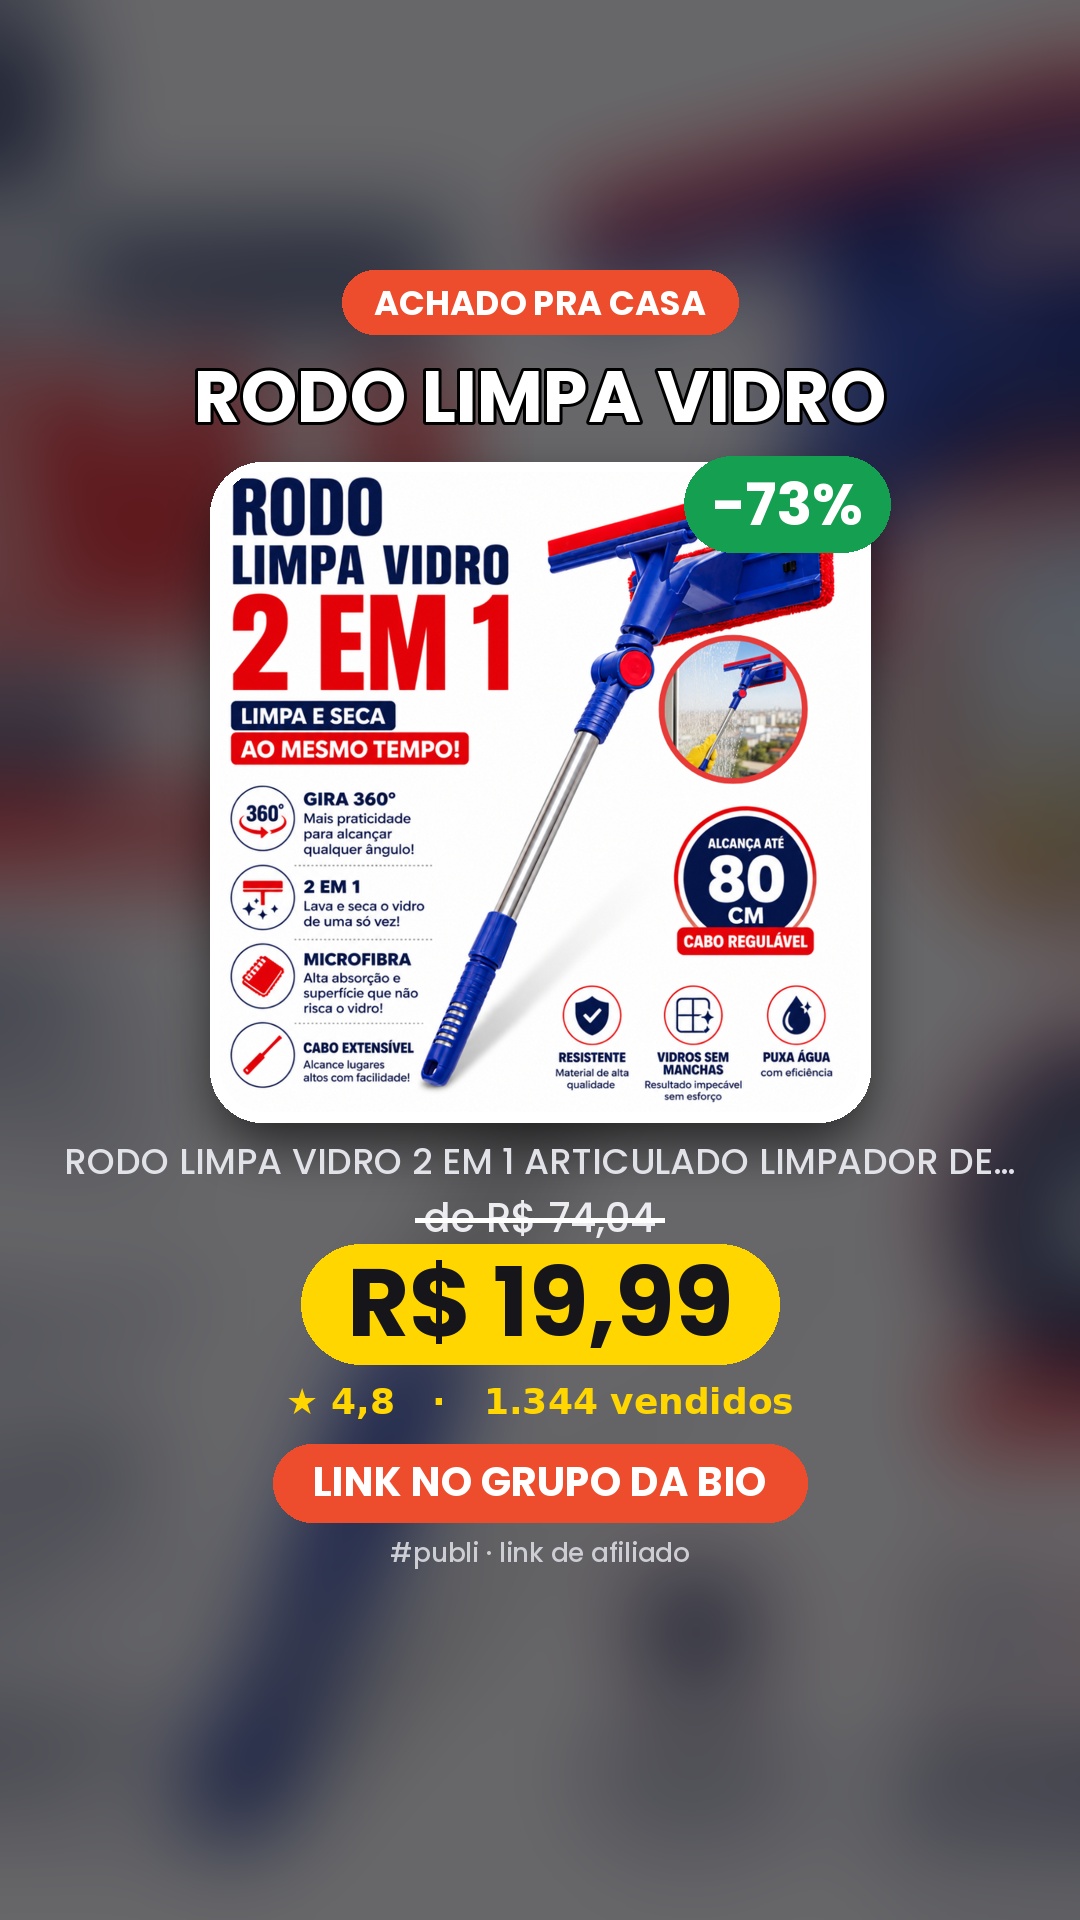 ACHADO PRA CASA
RODO LIMPA VIDRO
-73%
RODO
LIMPA VIDRO
2 EM 1
LIMPA E SECA
AO MESMO TEMPO!
360°
GIRA 360°
Mais praticidade
para alcançar
qualquer ângulo!
2 EM 1
Lava e seca o vidro
de uma só vez!
MICROFIBRA
Alta absorção e
superfície que não
risca o vidro!
CABO EXTENSÍVEL
Alcance lugares
altos com facilidade!
ALCANÇA ATÉ
80
CM
CABO REGULÁVEL
RESISTENTE
Material de alta
qualidade
VIDROS SEM
MANCHAS
Resultado impecável
sem esforço
PUXA ÁGUA
com eficiência
RODO LIMPA VIDRO 2 EM 1 ARTICULADO LIMPADOR DE...
de R$ 74,04
R$ 19,99
★ 4,8 · 1.344 vendidos
LINK NO GRUPO DA BIO
#publi · link de afiliado